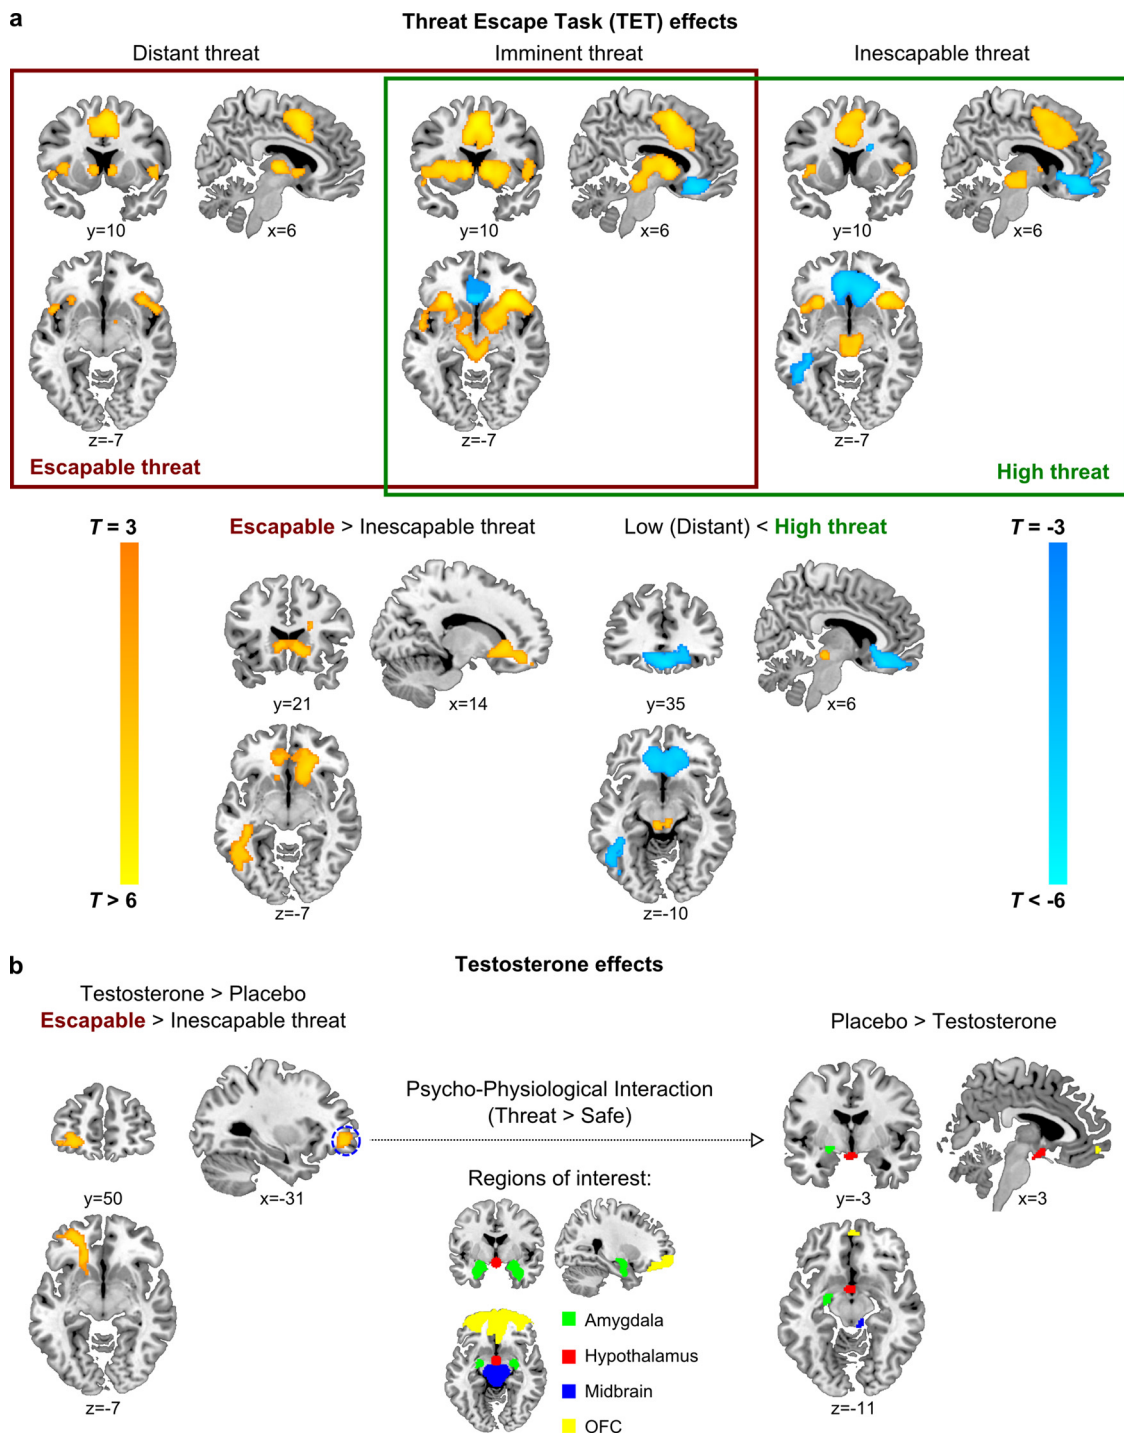 a
Threat Escape Task (TET) effects
Distant threat
Imminent threat
Inescapable threat
y=10
x=6
y=10
x=6
y=10
x=6
z=-7
z=-7
z=-7
Escapable threat
High threat
T = 3
Escapable > Inescapable threat
Low (Distant) < High threat
T = -3
y=21
x=14
y=35
x=6
T > 6
z=-7
z=-10
T < -6
b
Testosterone effects
Testosterone > Placebo
Escapable > Inescapable threat
Placebo > Testosterone
Psycho-Physiological Interaction
(Threat > Safe)
y=50
x=-31
Regions of interest:
y=-3
x=3
Amygdala
Hypothalamus
Midbrain
OFC
z=-7
z=-11